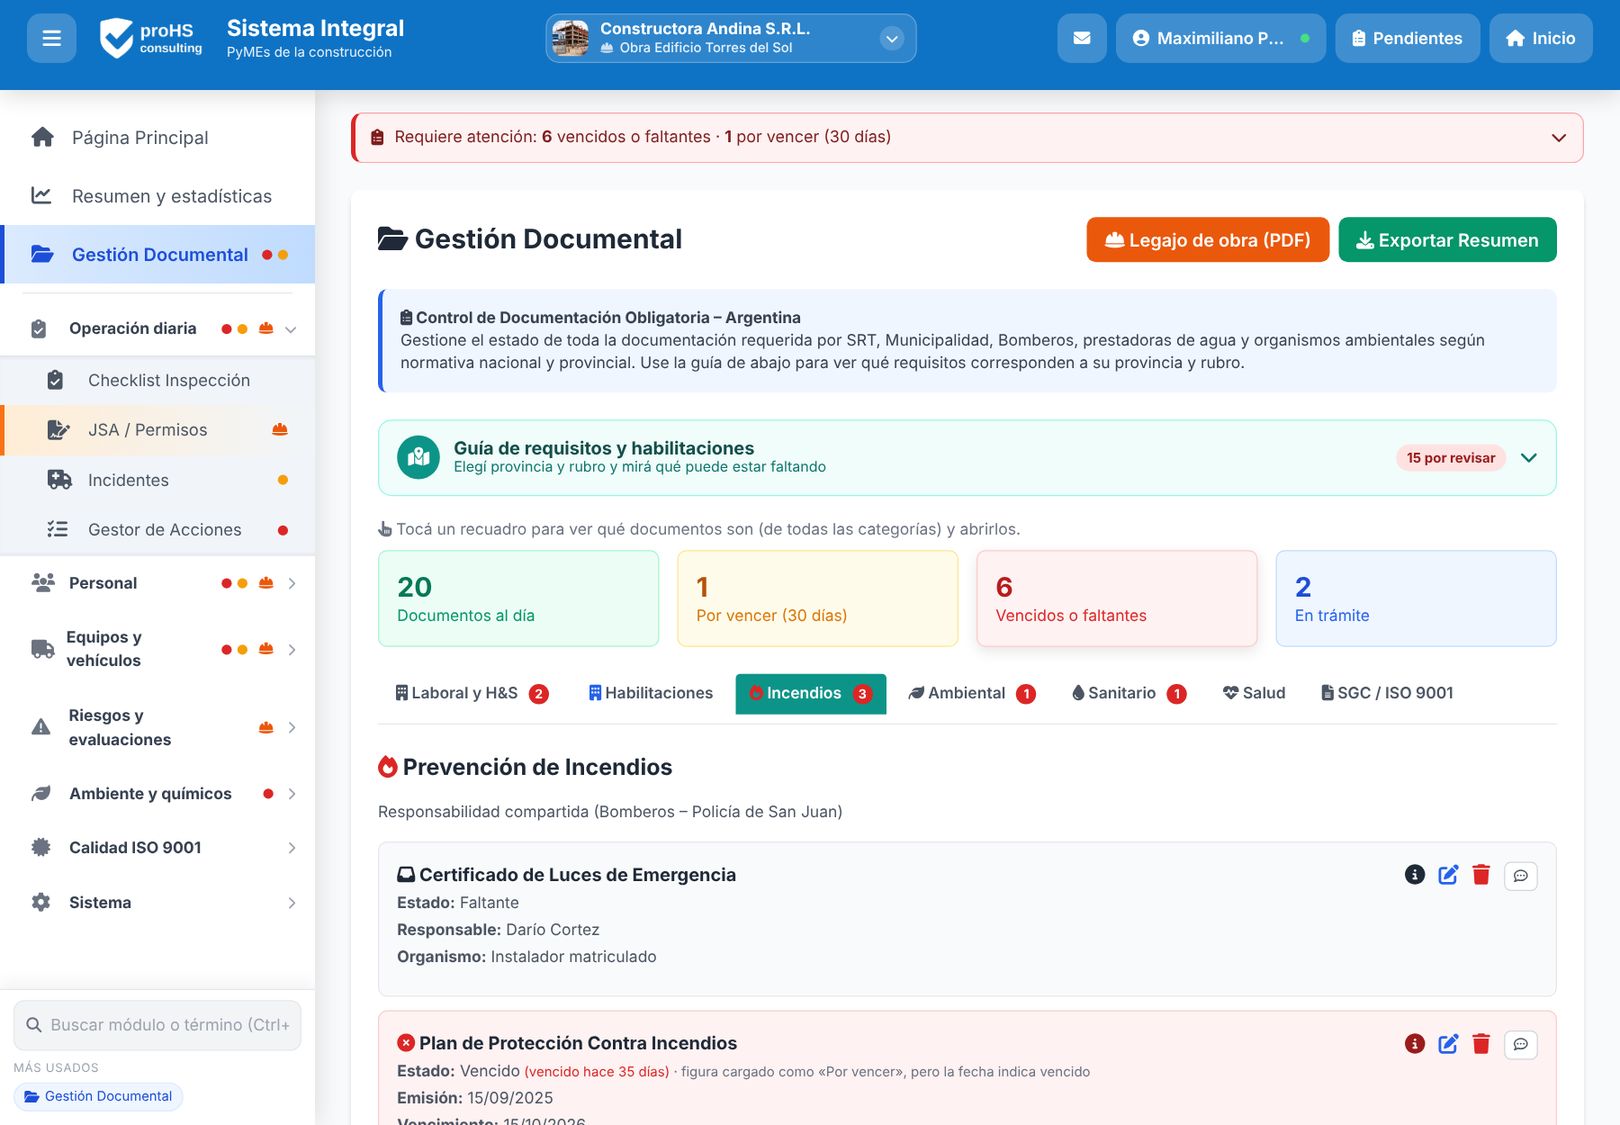 proHS
consulting
Sistema Integral
PyMEs de la construcción
Constructora Andina S.R.L.
Obra Edificio Torres del Sol
Maximiliano P...
Pendientes
Inicio
Página Principal
Resumen y estadísticas
Gestión Documental
Operación diaria
Checklist Inspección
JSA / Permisos
Incidentes
Gestor de Acciones
Personal
Equipos y
vehículos
Riesgos y
evaluaciones
Ambiente y químicos
Calidad ISO 9001
Sistema
Buscar módulo o término (Ctrl+
MÁS USADOS
Gestión Documental
Requiere atención: 6 vencidos o faltantes · 1 por vencer (30 días)
Gestión Documental
Legajo de obra (PDF)
Exportar Resumen
Control de Documentación Obligatoria – Argentina
Gestione el estado de toda la documentación requerida por SRT, Municipalidad, Bomberos, prestadoras de agua y organismos ambientales según
normativa nacional y provincial. Use la guía de abajo para ver qué requisitos corresponden a su provincia y rubro.
Guía de requisitos y habilitaciones
Elegí provincia y rubro y mirá qué puede estar faltando
15 por revisar
Tocá un recuadro para ver qué documentos son (de todas las categorías) y abrirlos.
20
Documentos al día
1
Por vencer (30 días)
6
Vencidos o faltantes
2
En trámite
Laboral y H&S 2
Habilitaciones
Incendios 3
Ambiental 1
Sanitario 1
Salud
SGC / ISO 9001
Prevención de Incendios
Responsabilidad compartida (Bomberos – Policía de San Juan)
Certificado de Luces de Emergencia
Estado: Faltante
Responsable: Darío Cortez
Organismo: Instalador matriculado
Plan de Protección Contra Incendios
Estado: Vencido (vencido hace 35 días) · figura cargado como «Por vencer», pero la fecha indica vencido
Emisión: 15/09/2025
Vencimiento: 15/10/2026